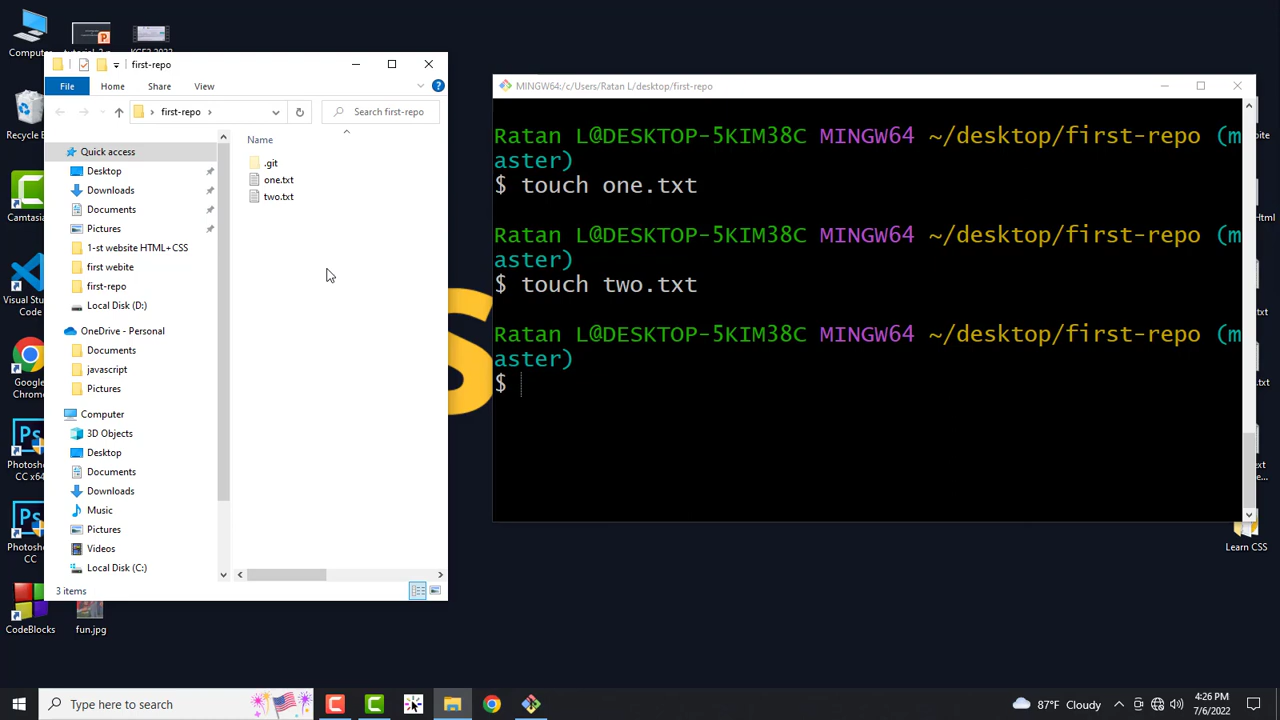 Computer
Recycle B
Camtasia
Visual Stu
Code
Google
Chrome
Photosho
CC x64
Photosho
CC
CodeBlocks
fun.jpg
first-repo
File
Home
Share
View
first-repo
Search first-repo
Quick access
Desktop
Downloads
Documents
Pictures
1-st website HTML+CSS
first webite
first-repo
Local Disk (D:)
OneDrive - Personal
Documents
javascript
Pictures
Computer
3D Objects
Desktop
Documents
Downloads
Music
Pictures
Videos
Local Disk (C:)
Name
.git
one.txt
two.txt
3 items
MINGW64:/c/Users/Ratan L/desktop/first-repo
Ratan L@DESKTOP-5KIM38C MINGW64 ~/desktop/first-repo (m
aster)
$ touch one.txt
Ratan L@DESKTOP-5KIM38C MINGW64 ~/desktop/first-repo (m
aster)
$ touch two.txt
Ratan L@DESKTOP-5KIM38C MINGW64 ~/desktop/first-repo (m
aster)
$
S
Learn CSS
Type here to search
87°F Cloudy
4:26 PM
7/6/2022